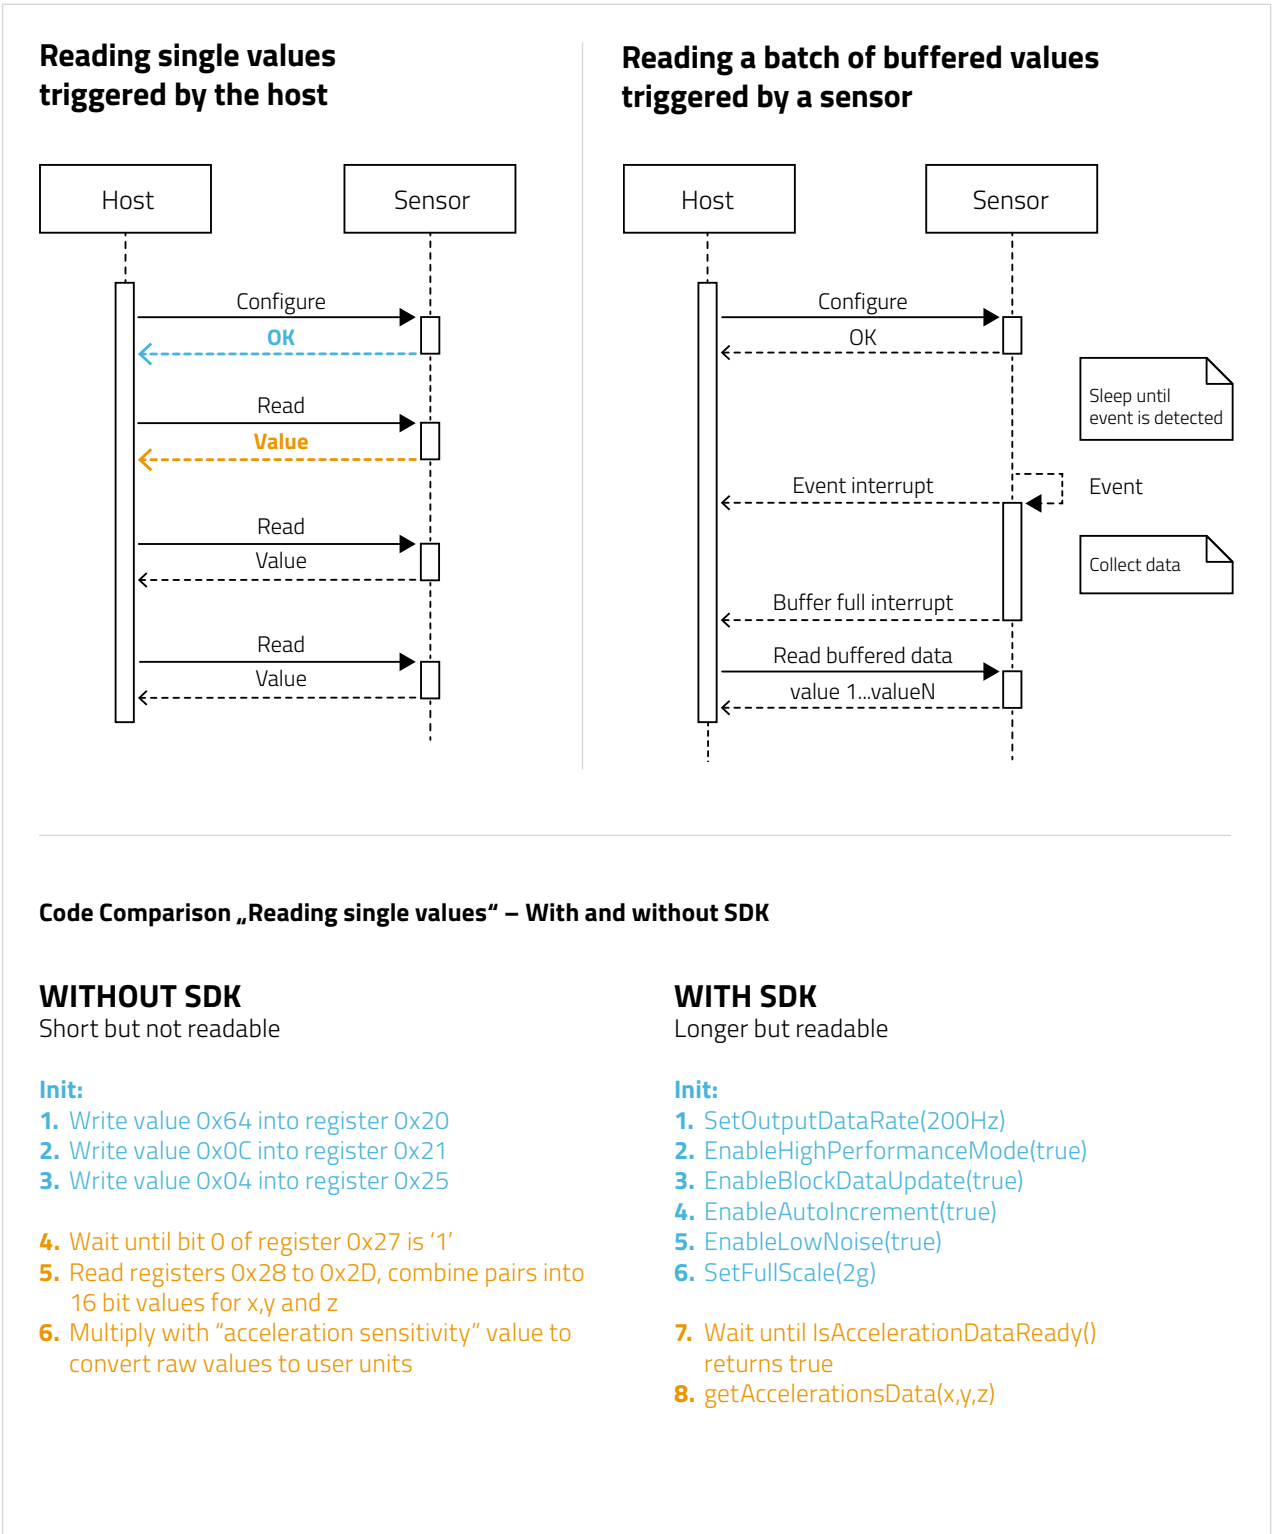 Reading single values
triggered by the host
Host
Sensor
Configure
OK
Read
Value
Read
Value
Read
Value
Reading a batch of buffered values
triggered by a sensor
Host
Sensor
Configure
OK
Sleep until
event is detected
Event interrupt
Event
Collect data
Buffer full interrupt
Read buffered data
value 1...valueN
Code Comparison „Reading single values“ – With and without SDK
WITHOUT SDK
Short but not readable
Init:
1. Write value 0x64 into register 0x20
2. Write value 0x0C into register 0x21
3. Write value 0x04 into register 0x25
4. Wait until bit 0 of register 0x27 is ‘1’
5. Read registers 0x28 to 0x2D, combine pairs into
16 bit values for x,y and z
6. Multiply with “acceleration sensitivity” value to
convert raw values to user units
WITH SDK
Longer but readable
Init:
1. SetOutputDataRate(200Hz)
2. EnableHighPerformanceMode(true)
3. EnableBlockDataUpdate(true)
4. EnableAutoIncrement(true)
5. EnableLowNoise(true)
6. SetFullScale(2g)
7. Wait until IsAccelerationDataReady()
returns true
8. getAccelerationsData(x,y,z)